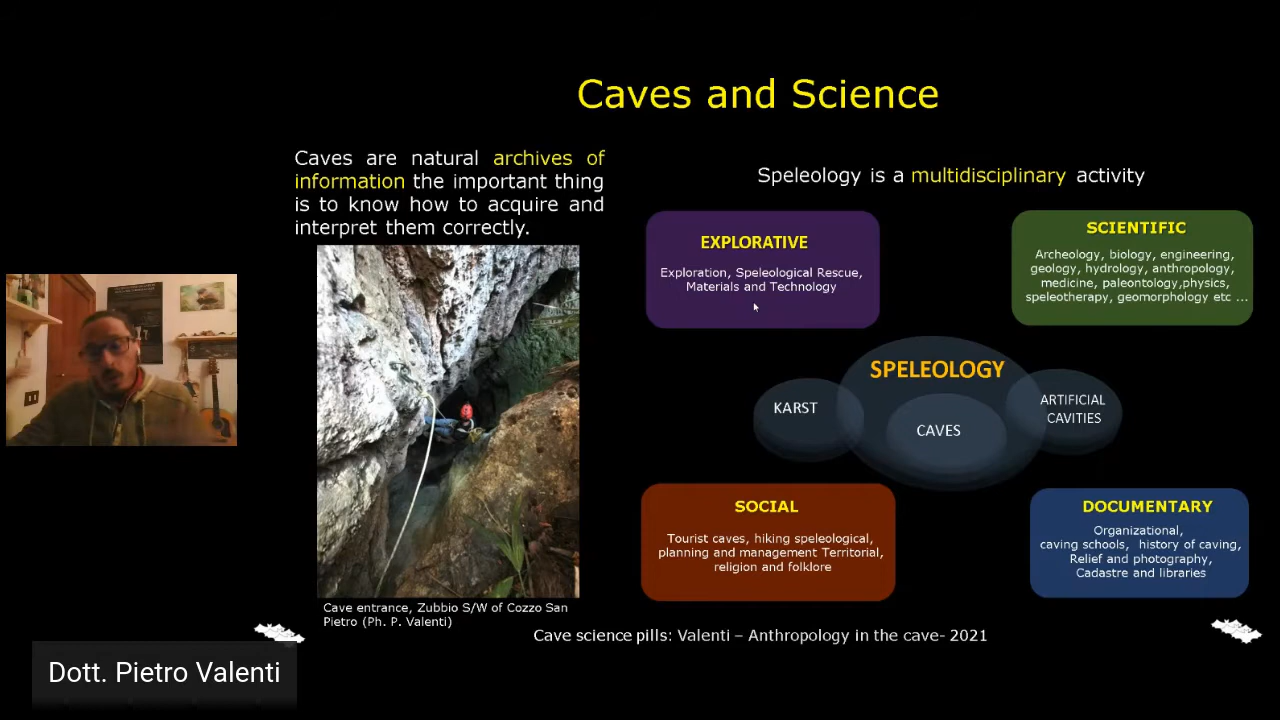 Caves and Science
Caves are natural archives of
information the important thing
is to know how to acquire and
interpret them correctly.
Speleology is a multidisciplinary activity
EXPLORATIVE
Exploration, Speleological Rescue,
Materials and Technology
SCIENTIFIC
Archeology, biology, engineering,
geology, hydrology, anthropology,
medicine, paleontology,physics,
speleotherapy, geomorphology etc ...
SPELEOLOGY
KARST
CAVES
ARTIFICIAL
CAVITIES
SOCIAL
Tourist caves, hiking speleological,
planning and management Territorial,
religion and folklore
DOCUMENTARY
Organizational,
caving schools, history of caving,
Relief and photography,
Cadastre and libraries
Cave entrance, Zubbio S/W of Cozzo San
Pietro (Ph. P. Valenti)
Cave science pills: Valenti – Anthropology in the cave- 2021
Dott. Pietro Valenti